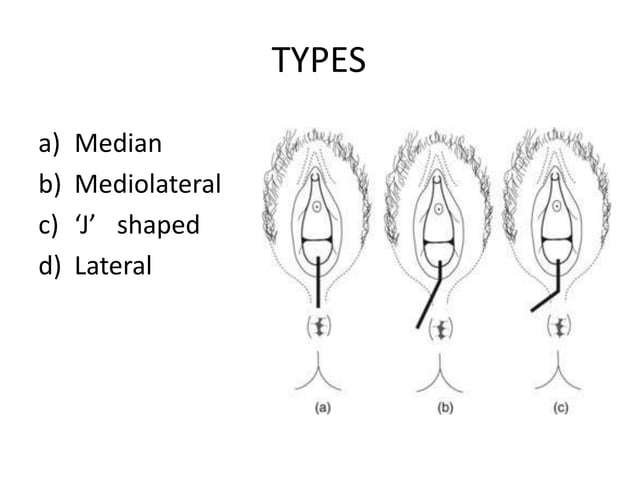 TYPES
a) Median
b) Mediolateral
c) ‘J’ shaped
d) Lateral
(a) (b) (c)